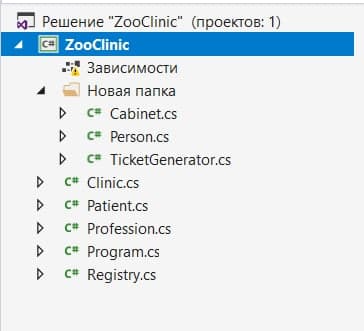 Решение "ZooClinic" (проектов: 1)
C# ZooClinic
Зависимости
Новая папка
C# Cabinet.cs
C# Person.cs
C# TicketGenerator.cs
C# Clinic.cs
C# Patient.cs
C# Profession.cs
C# Program.cs
C# Registry.cs